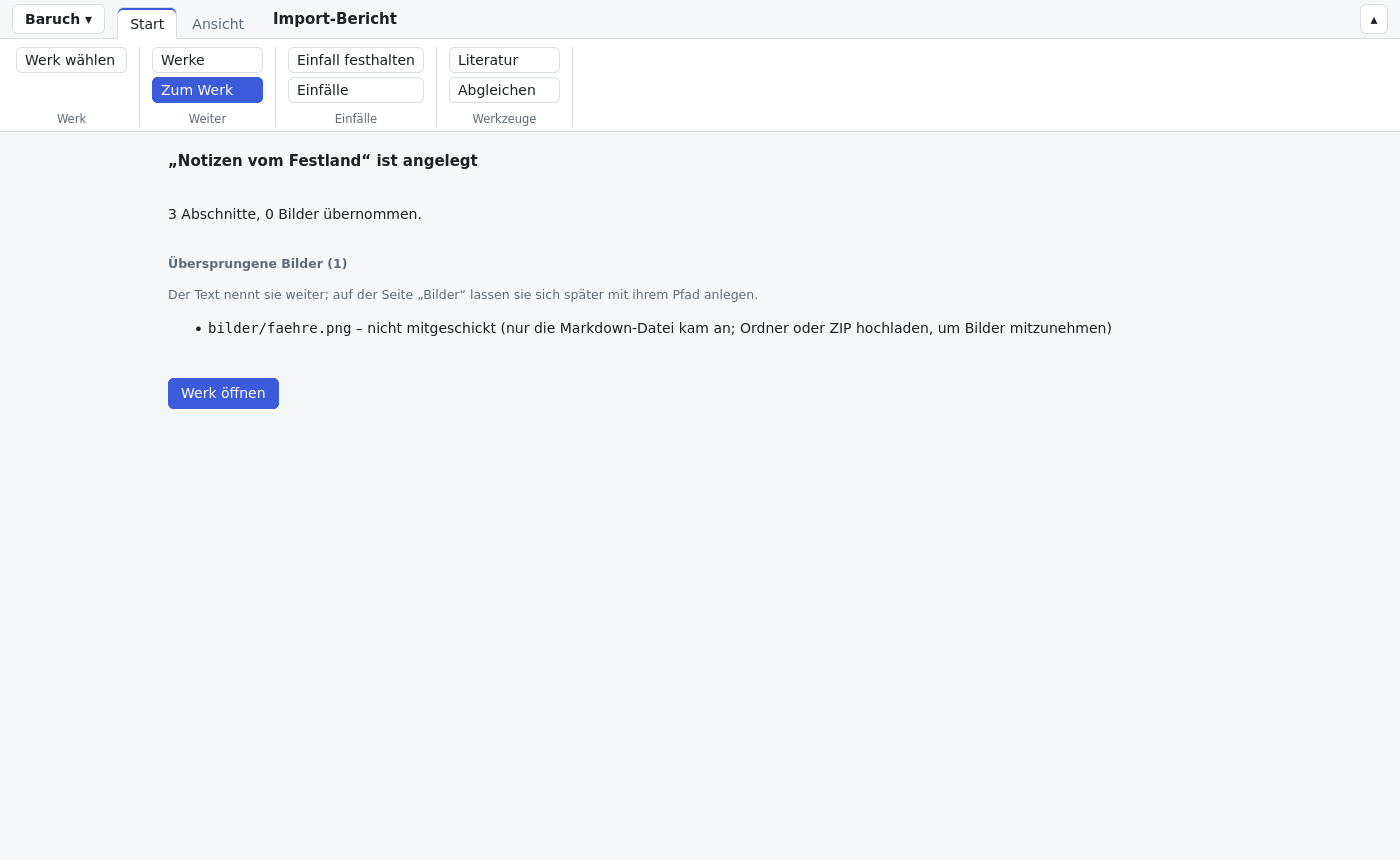 Baruch ▾
Start
Ansicht
Import-Bericht
▴
Werk wählen
Werk
Werke
Zum Werk
Weiter
Einfall festhalten
Einfälle
Einfälle
Literatur
Abgleichen
Werkzeuge
„Notizen vom Festland“ ist angelegt
3 Abschnitte, 0 Bilder übernommen.
Übersprungene Bilder (1)
Der Text nennt sie weiter; auf der Seite „Bilder“ lassen sie sich später mit ihrem Pfad anlegen.
• bilder/faehre.png – nicht mitgeschickt (nur die Markdown-Datei kam an; Ordner oder ZIP hochladen, um Bilder mitzunehmen)
Werk öffnen